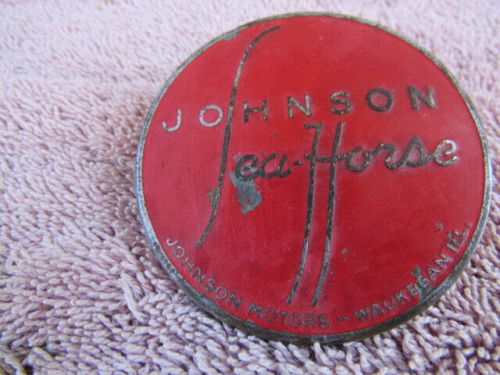 JOHNSON
Sea-Horse
JOHNSON MOTORS - WAUKEGAN ILL.